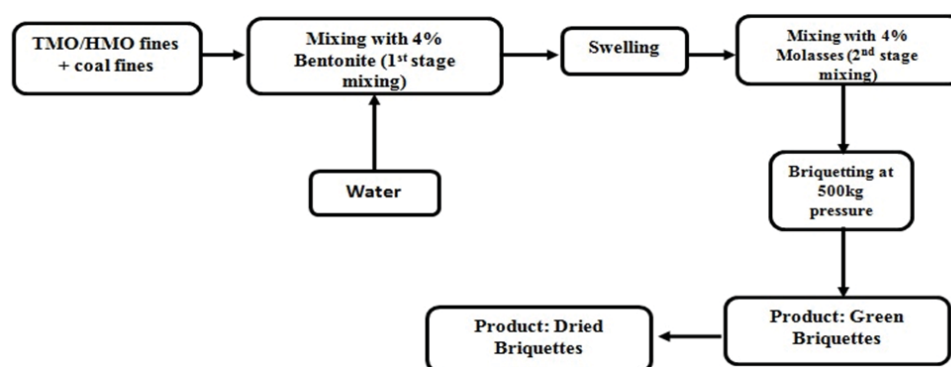 TMO/HMO fines
+ coal fines
Mixing with 4%
Bentonite (1st stage
mixing)
Swelling
Mixing with 4%
Molasses (2nd stage
mixing)
Water
Briquetting at
500kg
pressure
Product: Green
Briquettes
Product: Dried
Briquettes